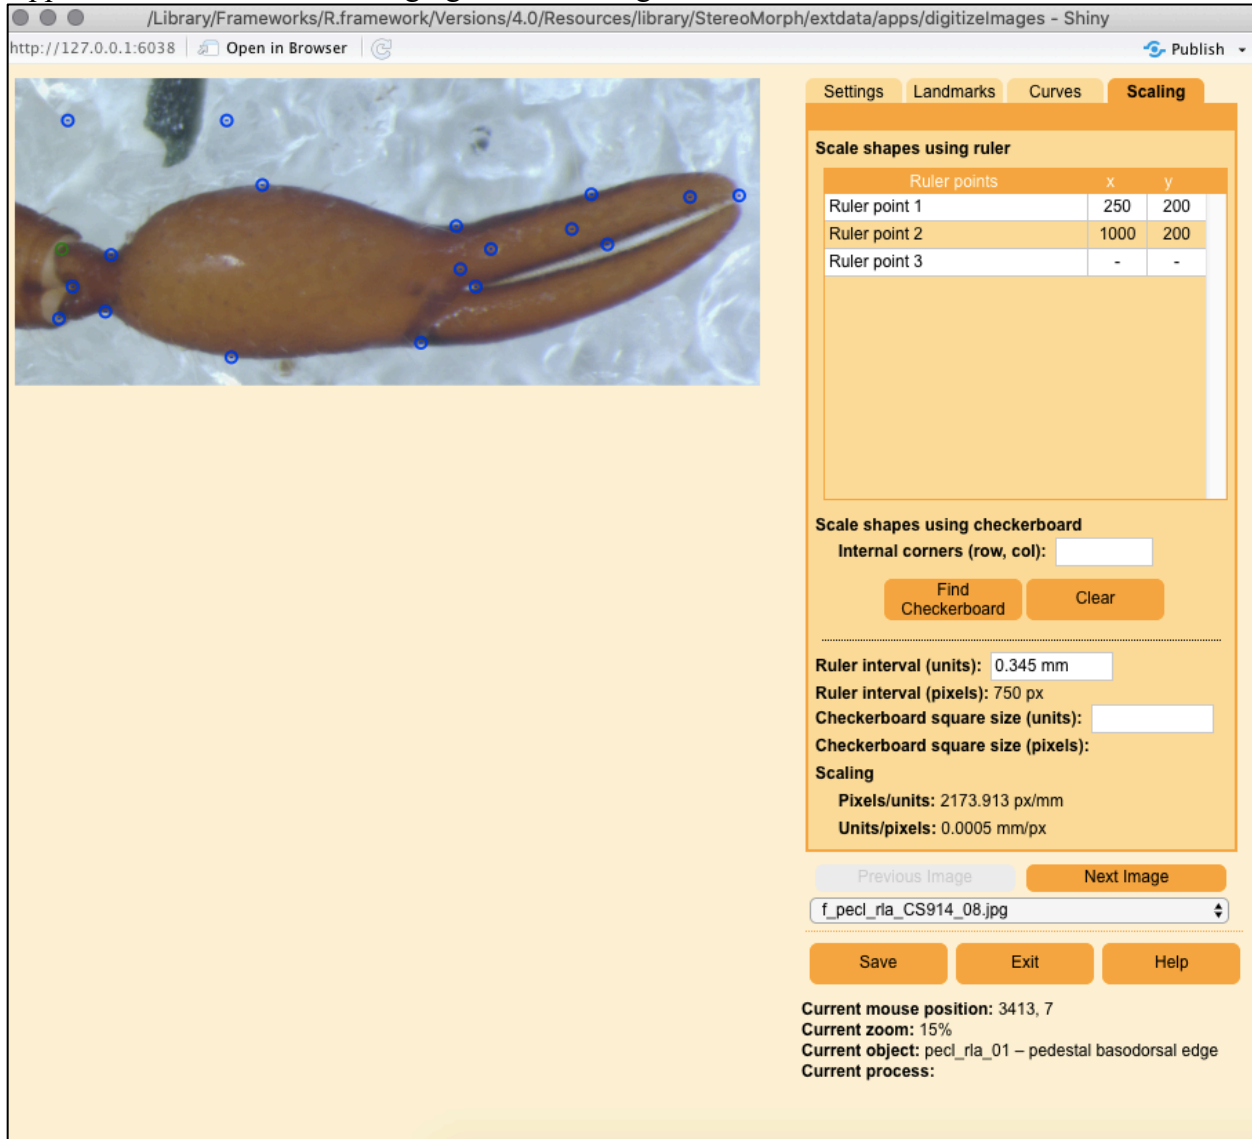 /Library/Frameworks/R.framework/Versions/4.0/Resources/library/StereoMorph/extdata/apps/digitizeImages - Shiny
http://127.0.0.1:6038 Open in Browser Publish
Settings Landmarks Curves Scaling
Scale shapes using ruler
Ruler points x y
Ruler point 1 250 200
Ruler point 2 1000 200
Ruler point 3 - -
Scale shapes using checkerboard
Internal corners (row, col):
Find
Checkerboard
Clear
Ruler interval (units): 0.345 mm
Ruler interval (pixels): 750 px
Checkerboard square size (units):
Checkerboard square size (pixels):
Scaling
Pixels/units: 2173.913 px/mm
Units/pixels: 0.0005 mm/px
Previous Image Next Image
f_pecl_rla_CS914_08.jpg
Save Exit Help
Current mouse position: 3413, 7
Current zoom: 15%
Current object: pecl_rla_01 – pedestal basodorsal edge
Current process: